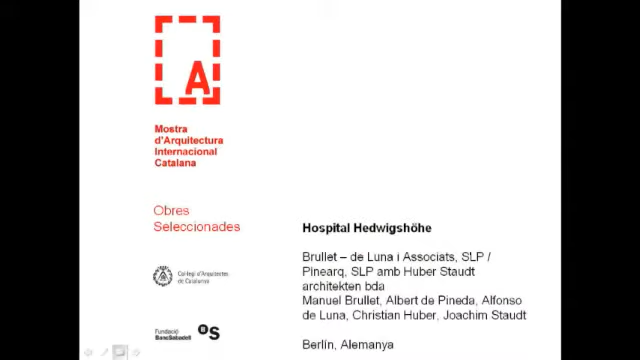 A
Mostra
d'Arquitectura
Internacional
Catalana
Obres
Seleccionades
Hospital Hedwigshöhe
Brullet – de Luna i Associats, SLP /
Pinearq, SLP amb Huber Staudt
architekten bda
Manuel Brullet, Albert de Pineda, Alfonso
de Luna, Christian Huber, Joachim Staudt
Berlín, Alemanya
Col·legi d'Arquitectes
de Catalunya
Fundació
BancSabadell
BS